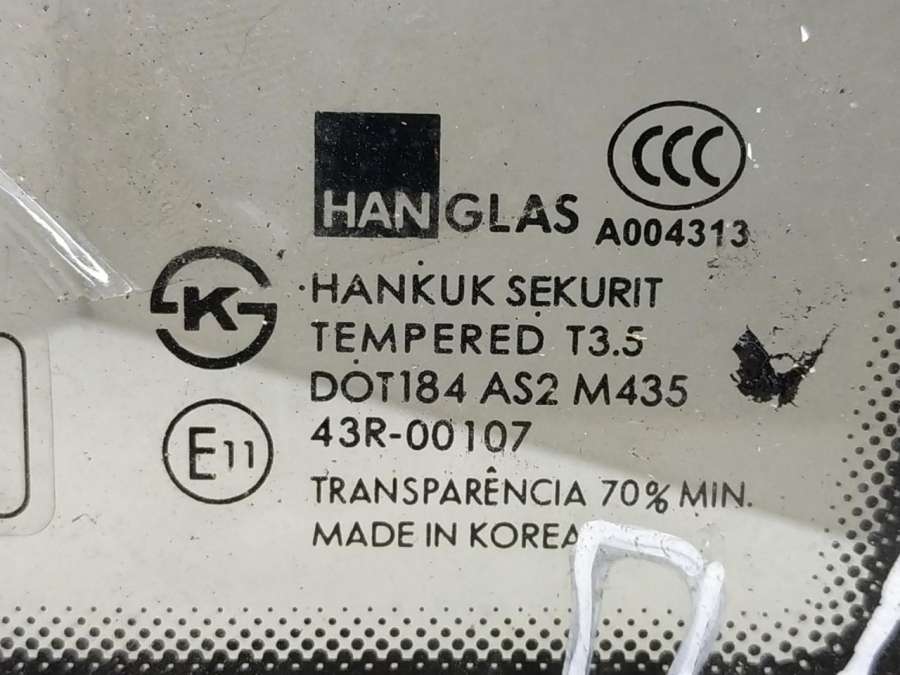 HANGLAS
CCC
A004313
K
HANKUK SEKURIT
TEMPERED T3.5
DOT184 AS2 M435
43R-00107
E11
TRANSPARÊNCIA 70% MIN.
MADE IN KOREA